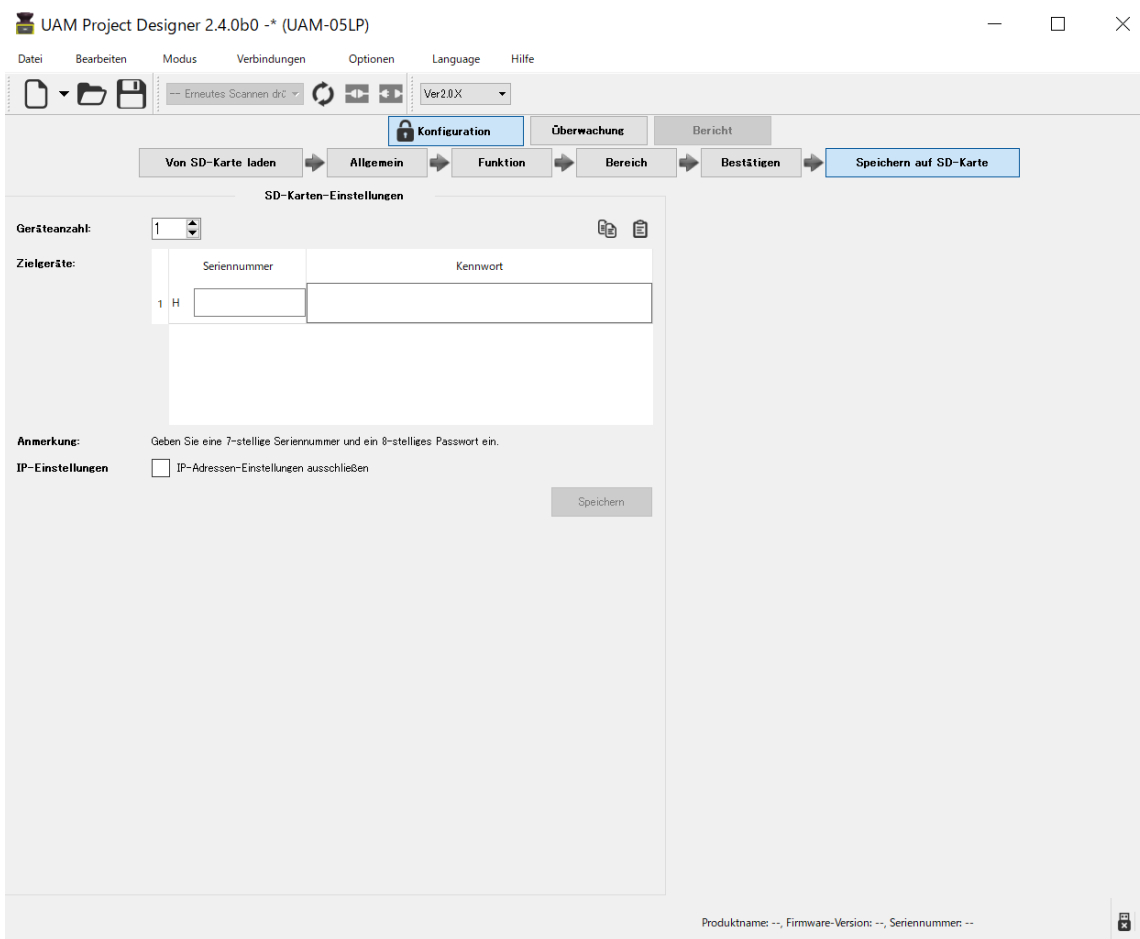 UAM Project Designer 2.4.0b0 -* (UAM-05LP)
Datei Bearbeiten Modus Verbindungen Optionen Language Hilfe
-- Erneutes Scannen drü Ver2.0.X
Konfiguration Überwachung Bericht
Von SD-Karte laden Allgemein Funktion Bereich Bestätigen Speichern auf SD-Karte
SD-Karten-Einstellungen
Geräteanzahl: 1
Zielgeräte: Seriennummer Kennwort
1 H
Anmerkung: Geben Sie eine 7-stellige Seriennummer und ein 8-stelliges Passwort ein.
IP-Einstellungen IP-Adressen-Einstellungen ausschließen
Speichern
Produktname: --, Firmware-Version: --, Seriennummer: --